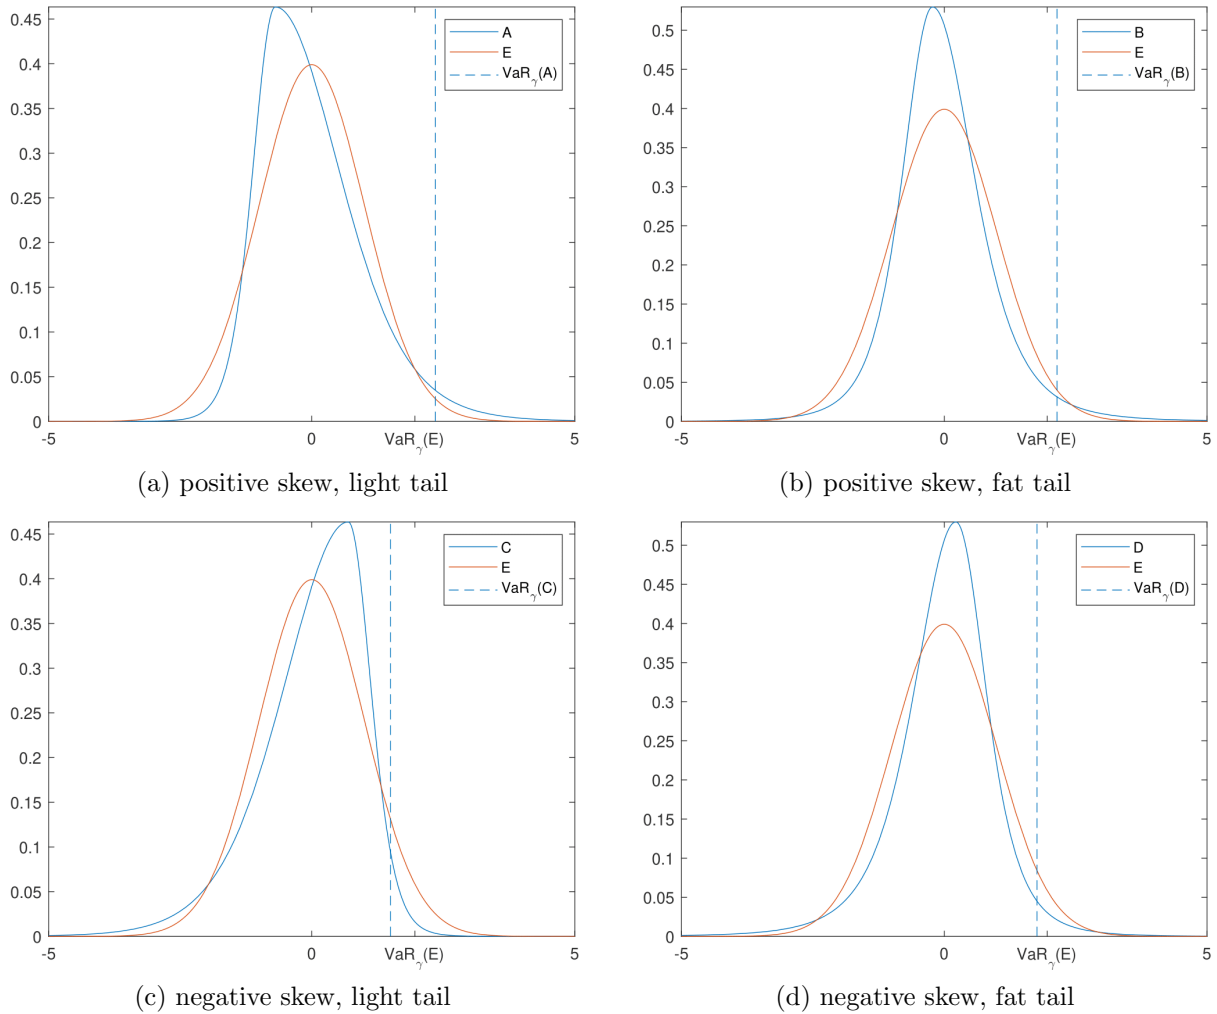 0.45
0.4
0.35
0.3
0.25
0.2
0.15
0.1
0.05
0
-5
0
VaRγ(E)
5
A
E
VaRγ(A)
(a) positive skew, light tail
0.5
0.45
0.4
0.35
0.3
0.25
0.2
0.15
0.1
0.05
0
-5
0
VaRγ(E)
5
B
E
VaRγ(B)
(b) positive skew, fat tail
0.45
0.4
0.35
0.3
0.25
0.2
0.15
0.1
0.05
0
-5
0
VaRγ(E)
5
C
E
VaRγ(C)
(c) negative skew, light tail
0.5
0.45
0.4
0.35
0.3
0.25
0.2
0.15
0.1
0.05
0
-5
0
VaRγ(E)
5
D
E
VaRγ(D)
(d) negative skew, fat tail